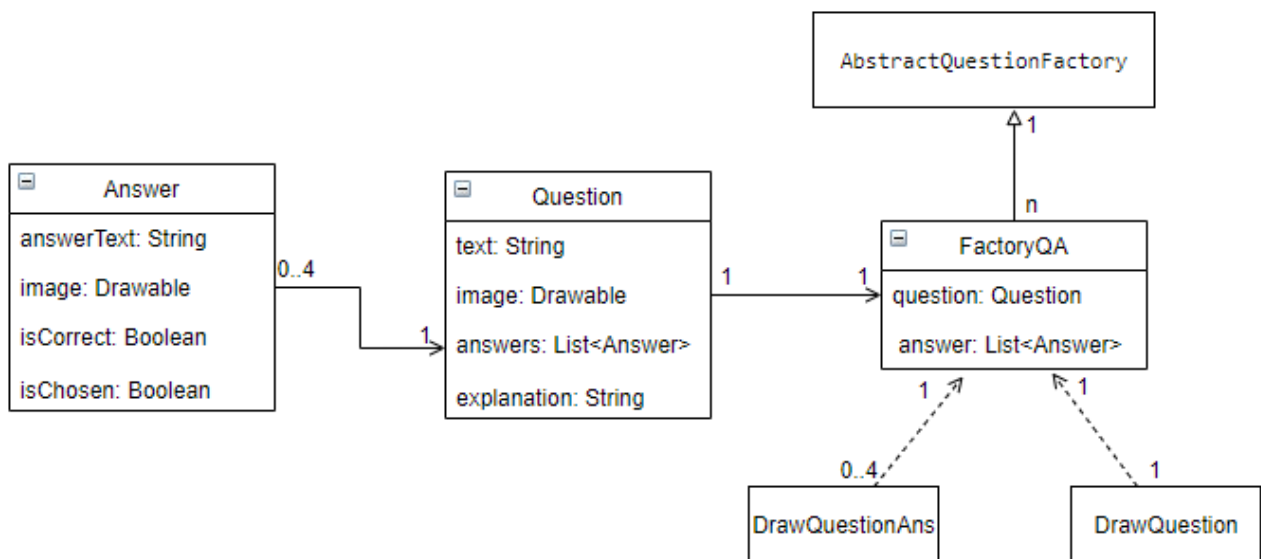 AbstractQuestionFactory
1
n
Answer
answerText: String
image: Drawable
isCorrect: Boolean
isChosen: Boolean
0..4
1
Question
text: String
image: Drawable
answers: List<Answer>
explanation: String
1
1
FactoryQA
question: Question
answer: List<Answer>
1
1
0..4
1
DrawQuestionAns
DrawQuestion